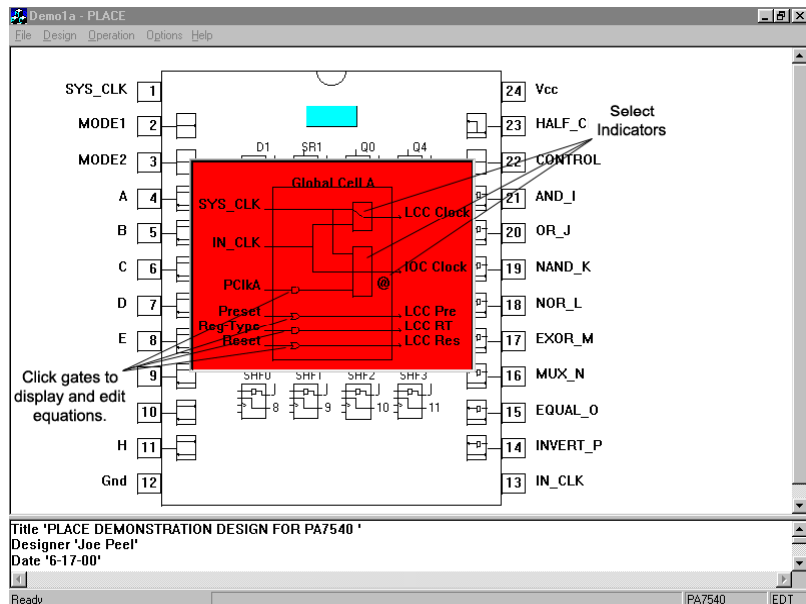 Demo1a - PLACE
File Design Operation Options Help
SYS_CLK 1
24 Vcc
MODE1 2
23 HALF_C
Select
Indicators
D1 SR1 Q0 Q4
MODE2 3
22 CONTROL
Global Cell A
A 4
21 AND_I
SYS_CLK
LCC Clock
B 5
20 OR_J
IN_CLK
C 6
19 NAND_K
IOC Clock
@
PClkA
D 7
18 NOR_L
Preset
LCC Pre
Reg Type
LCC RT
E 8
17 EXOR_M
Reset
LCC Res
Click gates to
display and edit
equations.
9
16 MUX_N
SHF0 SHF1 SHF2 SHF3
8 9 10 11
10
15 EQUAL_O
H 11
14 INVERT_P
Gnd 12
13 IN_CLK
Title 'PLACE DEMONSTRATION DESIGN FOR PA7540 '
Designer 'Joe Peel'
Date '6-17-00'
Ready
PA7540 EDT